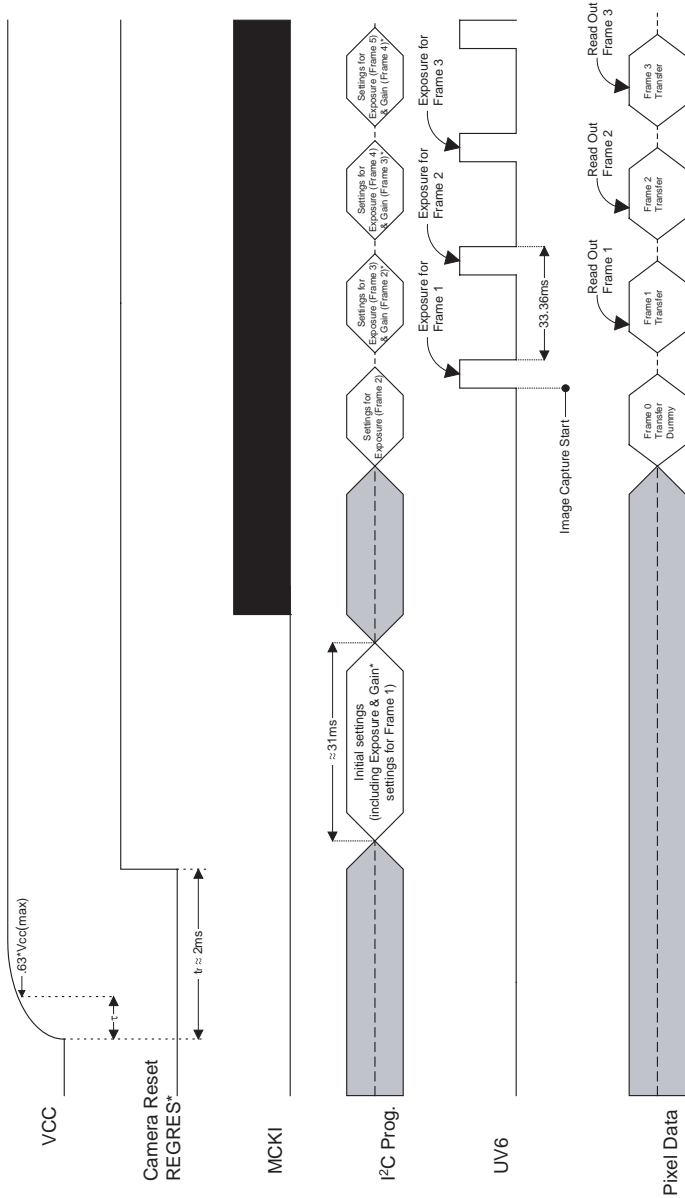 VCC
.63*Vcc(max)
τ
Camera Reset
REGRES*
tr ≈ 2ms
MCKI
I²C Prog.
≈31ms
Initial settings
(including Exposure & Gain*
settings for Frame 1)
Settings for
Exposure (Frame 2)
Settings for
Exposure (Frame 3)
& Gain (Frame 2)*
Settings for
Exposure (Frame 4)
& Gain (Frame 3)*
Settings for
Exposure (Frame 5)
& Gain (Frame 4)*
UV6
Exposure for
Frame 1
Exposure for
Frame 2
Exposure for
Frame 3
33.36ms
Image Capture Start
Pixel Data
Frame 0
Transfer
Dummy
Read Out
Frame 1
Frame 1
Transfer
Read Out
Frame 2
Frame 2
Transfer
Read Out
Frame 3
Frame 3
Transfer